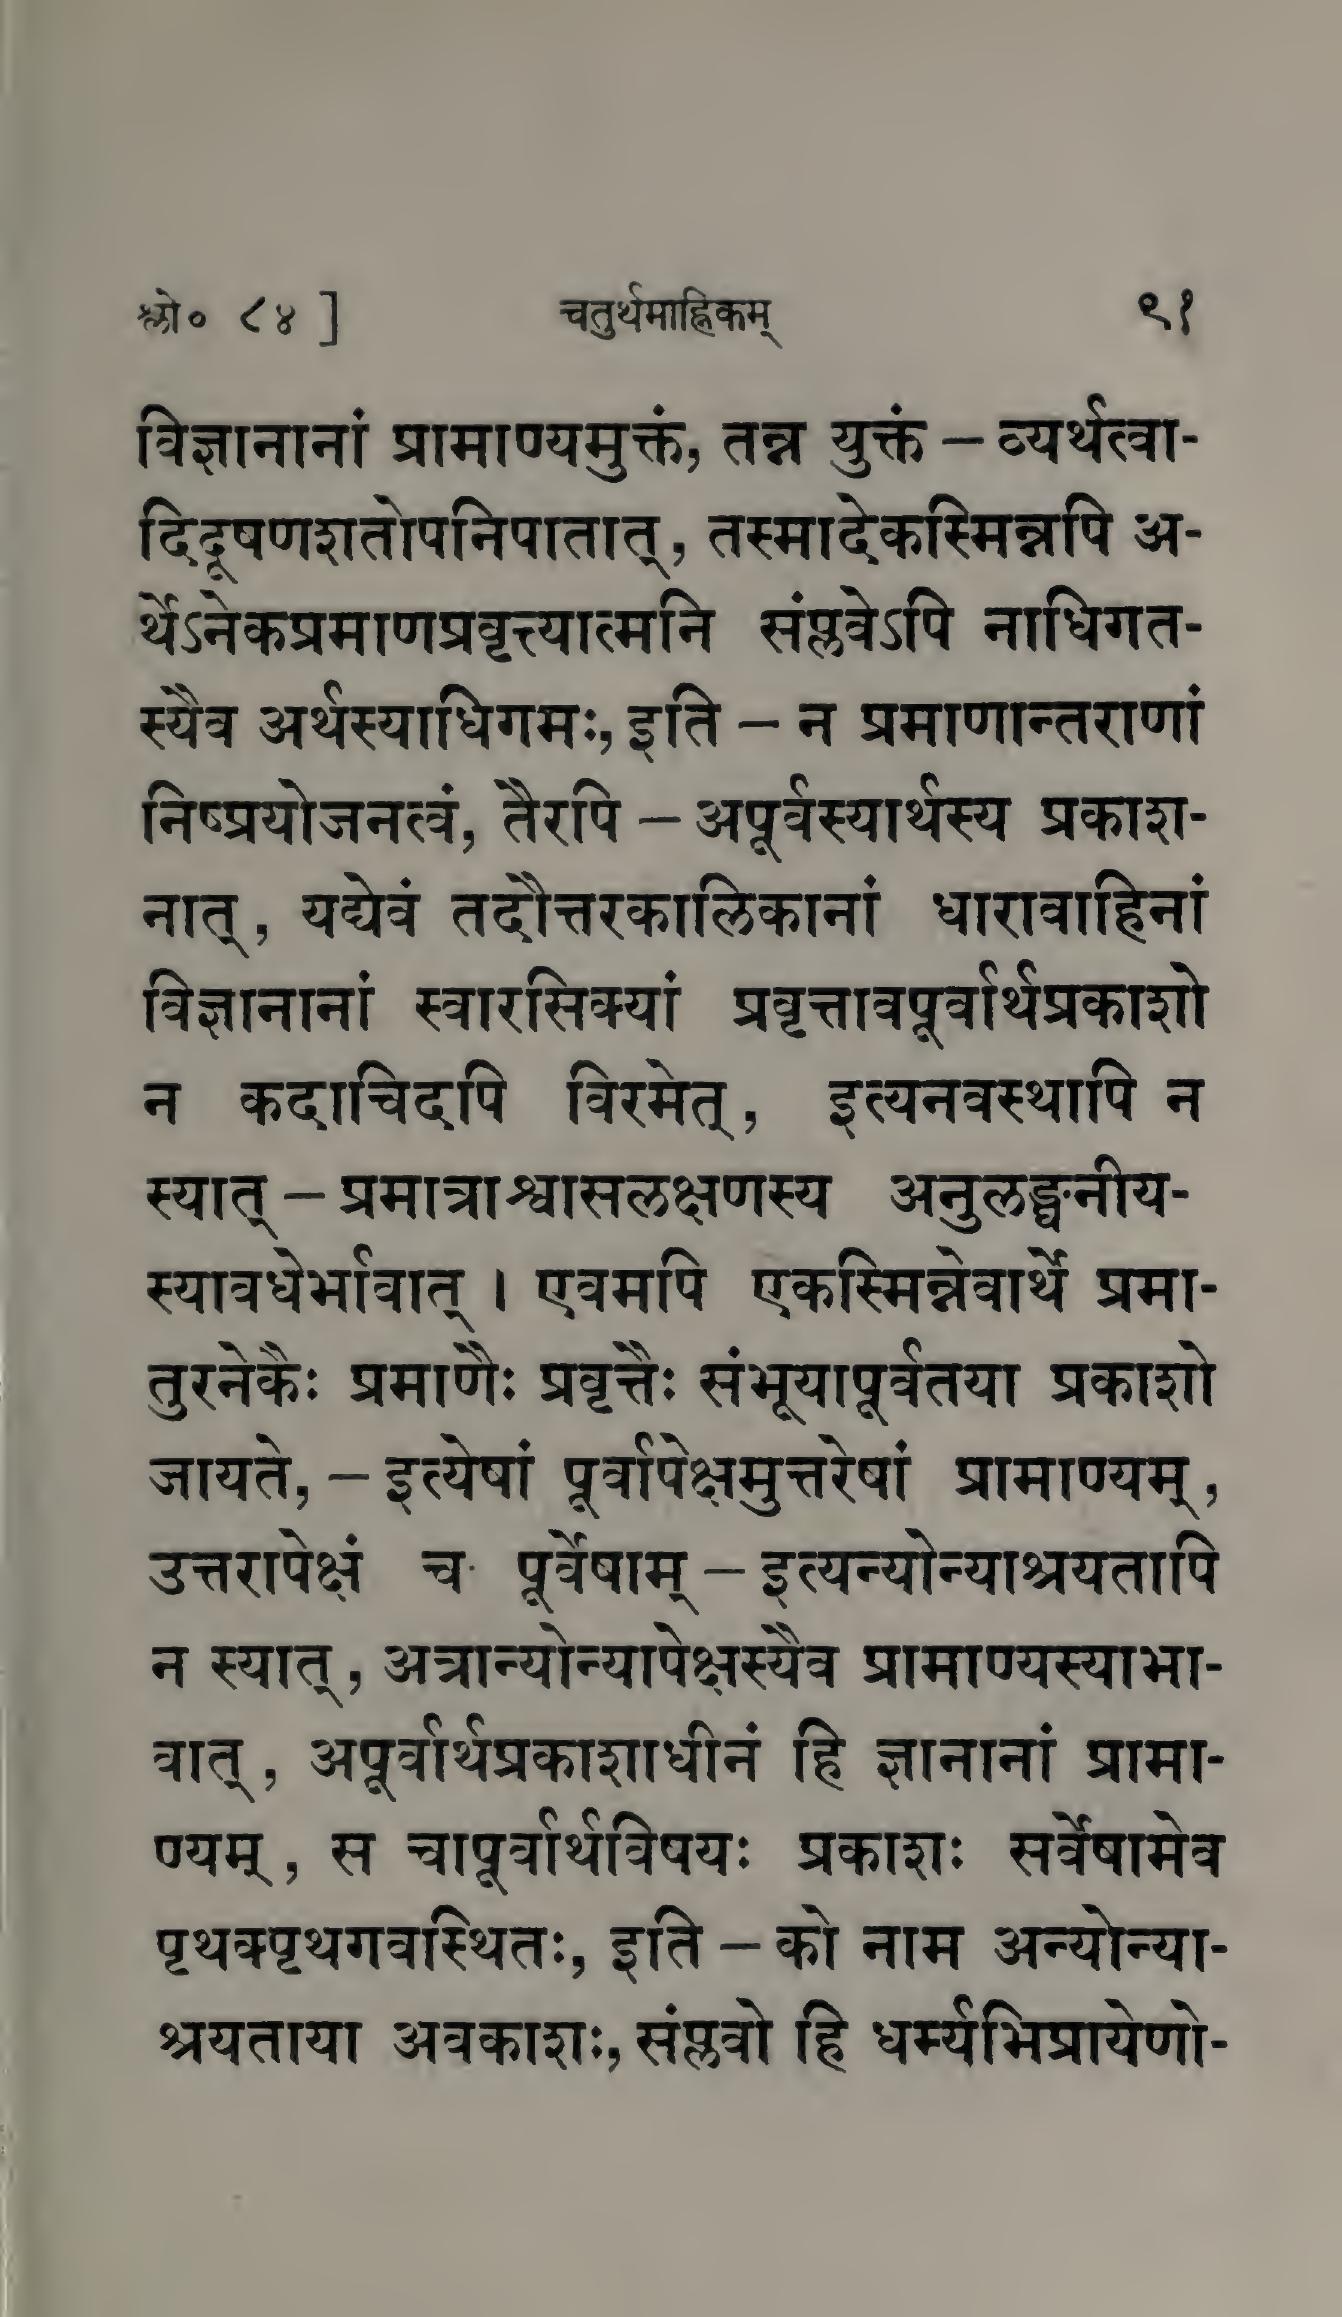 श्लो० ८४ ] चतुर्थमाह्निकम् ९१
विज्ञानानां प्रामाण्यमुक्तं, तन्न युक्तं – व्यर्थत्वा-
दिदूषणशतोपनिपातात्, तस्मादेकस्मिन्नपि अ-
र्थेऽनेकप्रमाणप्रवृत्त्यात्मनि संप्लवेऽपि नाधिगत-
स्यैव अर्थस्याधिगमः, इति – न प्रमाणान्तराणां
निष्प्रयोजनत्वं, तैरपि – अपूर्वस्यार्थस्य प्रकाश-
नात्, यद्येवं तदौत्तरकालिकानां धारावाहिनां
विज्ञानानां स्वारसिक्यां प्रवृत्तावपूर्वार्थप्रकाशो
न कदाचिदपि विरमेत्, इत्यनवस्थापि न
स्यात् – प्रमात्राश्वासलक्षणस्य अनुलङ्घनीय-
स्यावधेर्भावात् । एवमपि एकस्मिन्नेवार्थे प्रमा-
तुरनेकैः प्रमाणैः प्रवृत्तैः संभूयापूर्वतया प्रकाशो
जायते, – इत्येषां पूर्वापेक्षमुत्तरेषां प्रामाण्यम्,
उत्तरापेक्षं च पूर्वेषाम् – इत्यन्योन्याश्रयतापि
न स्यात्, अत्रान्योन्यापेक्षस्यैव प्रामाण्यस्याभा-
वात्, अपूर्वार्थप्रकाशाधीनं हि ज्ञानानां प्रामा-
ण्यम्, स चापूर्वार्थविषयः प्रकाशः सर्वेषामेव
पृथक्पृथगवस्थितः, इति – को नाम अन्योन्या-
श्रयताया अवकाशः, संप्लवो हि धर्म्यभिप्रायेणो-